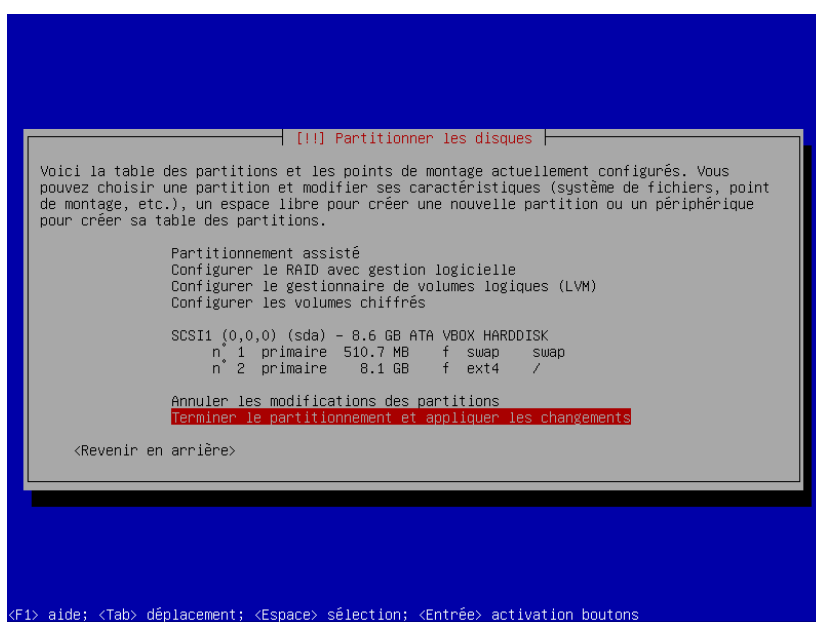 [!!] Partitionner les disques
Voici la table des partitions et les points de montage actuellement configurés. Vous
pouvez choisir une partition et modifier ses caractéristiques (système de fichiers, point
de montage, etc.), un espace libre pour créer une nouvelle partition ou un périphérique
pour créer sa table des partitions.
Partitionnement assisté
Configurer le RAID avec gestion logicielle
Configurer le gestionnaire de volumes logiques (LVM)
Configurer les volumes chiffrés
SCSI1 (0,0,0) (sda) – 8.6 GB ATA VBOX HARDDISK
n° 1 primaire 510.7 MB f swap swap
n° 2 primaire 8.1 GB f ext4 /
Annuler les modifications des partitions
Terminer le partitionnement et appliquer les changements
<Revenir en arrière>
<F1> aide; <Tab> déplacement; <Espace> sélection; <Entrée> activation boutons